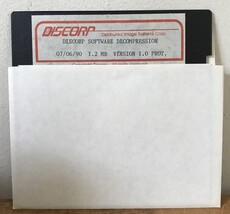 DISCORP Distributed Image Systems Corp.
DISCORP SOFTWARE DECOMPRESSION
07/06/90 1.2 MB VERSION 1.0 PROT.